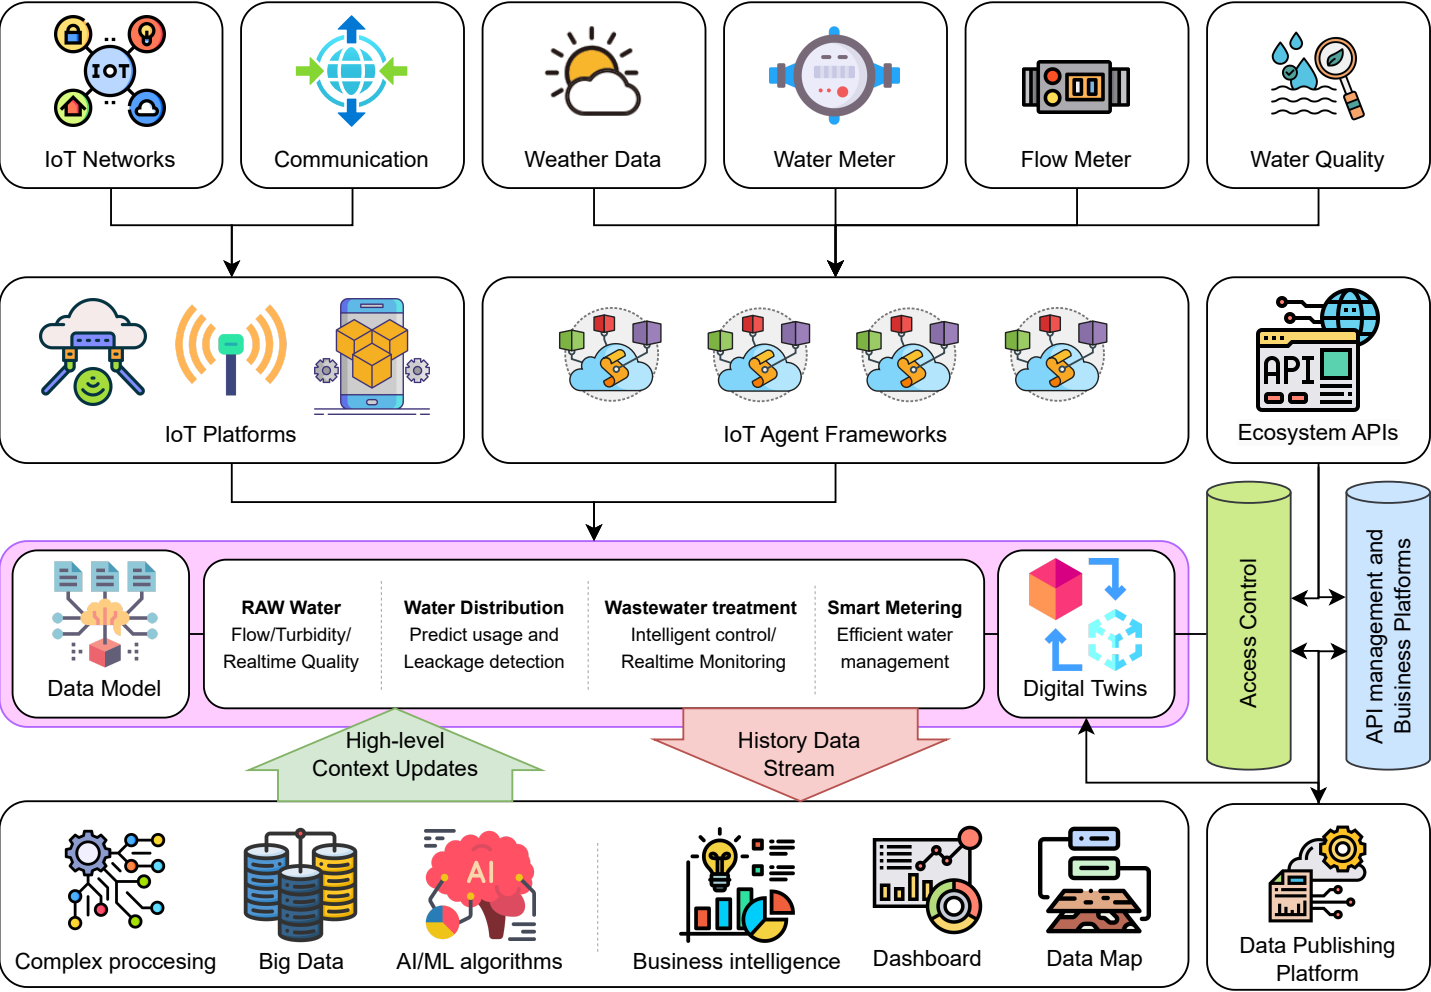 IOT
IoT Networks
Communication
Weather Data
Water Meter
Flow Meter
Water Quality
IoT Platforms
IoT Agent Frameworks
API
Ecosystem APIs
Data Model
RAW Water
Flow/Turbidity/
Realtime Quality
Water Distribution
Predict usage and
Leackage detection
Wastewater treatment
Intelligent control/
Realtime Monitoring
Smart Metering
Efficient water
management
Digital Twins
Access Control
API management and
Buisiness Platforms
High-level
Context Updates
History Data
Stream
Complex proccesing
Big Data
AI
AI/ML algorithms
Business intelligence
Dashboard
Data Map
Data Publishing
Platform